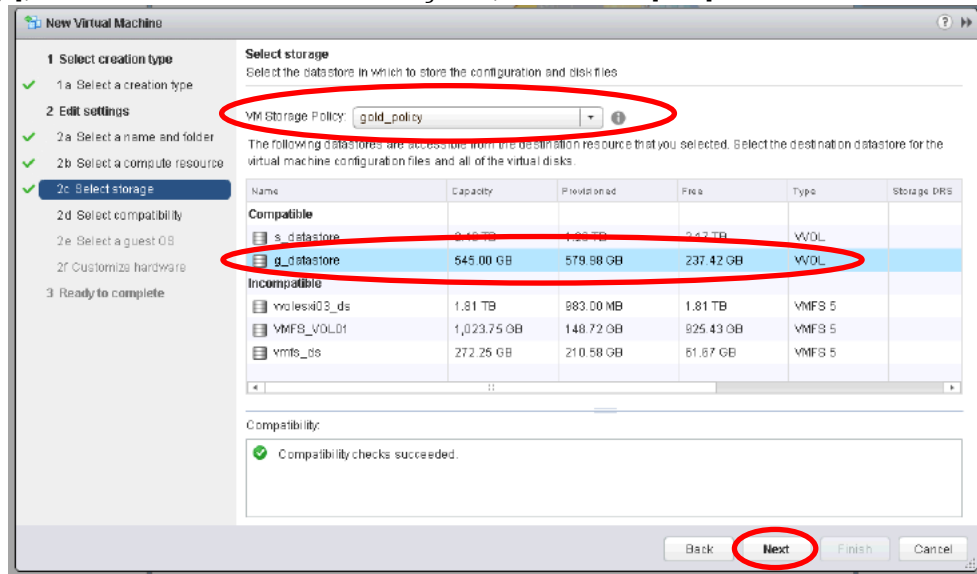 New Virtual Machine
1 Select creation type
1a Select a creation type
2 Edit settings
2a Select a name and folder
2b Select a compute resource
2c Select storage
2d Select compatibility
2e Select a guest OS
2f Customize hardware
3 Ready to complete
Select storage
Select the datastore in which to store the configuration and disk files
VM Storage Policy: gold_policy
The following datastores are accessible from the destination resource that you selected. Select the destination datastore for the
virtual machine configuration files and all of the virtual disks.
Name Capacity Provisioned Free Type Storage DRS
Compatible
s_datastore TB TB TB VVOL
g_datastore 545.00 GB 579.98 GB 237.42 GB VVOL
Incompatible
vvolesxi03_ds 1.81 TB 983.00 MB 1.81 TB VMFS 5
VMFS_VOL01 1,023.75 GB 148.72 GB 925.43 GB VMFS 5
vmfs_ds 272.25 GB 210.58 GB 61.67 GB VMFS 5
Compatibility:
Compatibility checks succeeded.
Back Next Finish Cancel